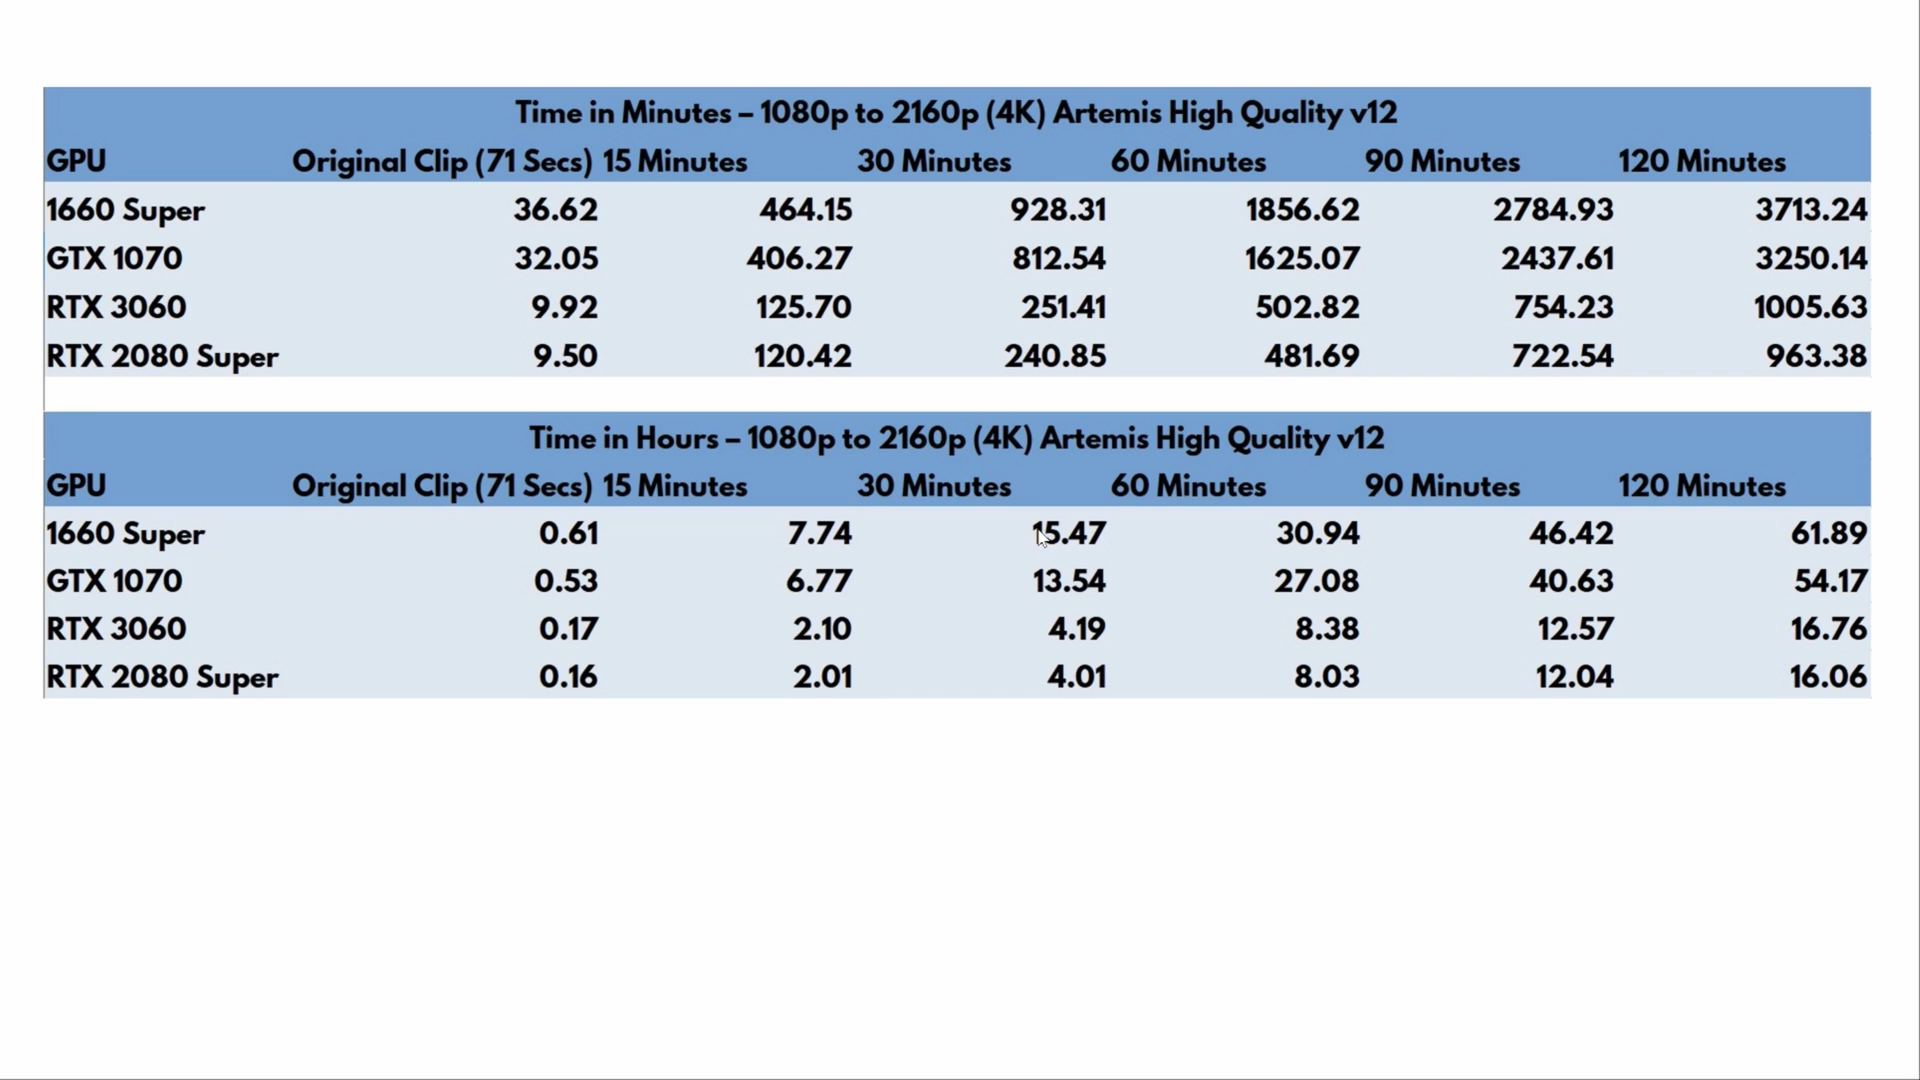 Time in Minutes – 1080p to 2160p (4K) Artemis High Quality v12
GPU Original Clip (71 Secs) 15 Minutes 30 Minutes 60 Minutes 90 Minutes 120 Minutes
1660 Super 36.62 464.15 928.31 1856.62 2784.93 3713.24
GTX 1070 32.05 406.27 812.54 1625.07 2437.61 3250.14
RTX 3060 9.92 125.70 251.41 502.82 754.23 1005.63
RTX 2080 Super 9.50 120.42 240.85 481.69 722.54 963.38
Time in Hours – 1080p to 2160p (4K) Artemis High Quality v12
GPU Original Clip (71 Secs) 15 Minutes 30 Minutes 60 Minutes 90 Minutes 120 Minutes
1660 Super 0.61 7.74 15.47 30.94 46.42 61.89
GTX 1070 0.53 6.77 13.54 27.08 40.63 54.17
RTX 3060 0.17 2.10 4.19 8.38 12.57 16.76
RTX 2080 Super 0.16 2.01 4.01 8.03 12.04 16.06